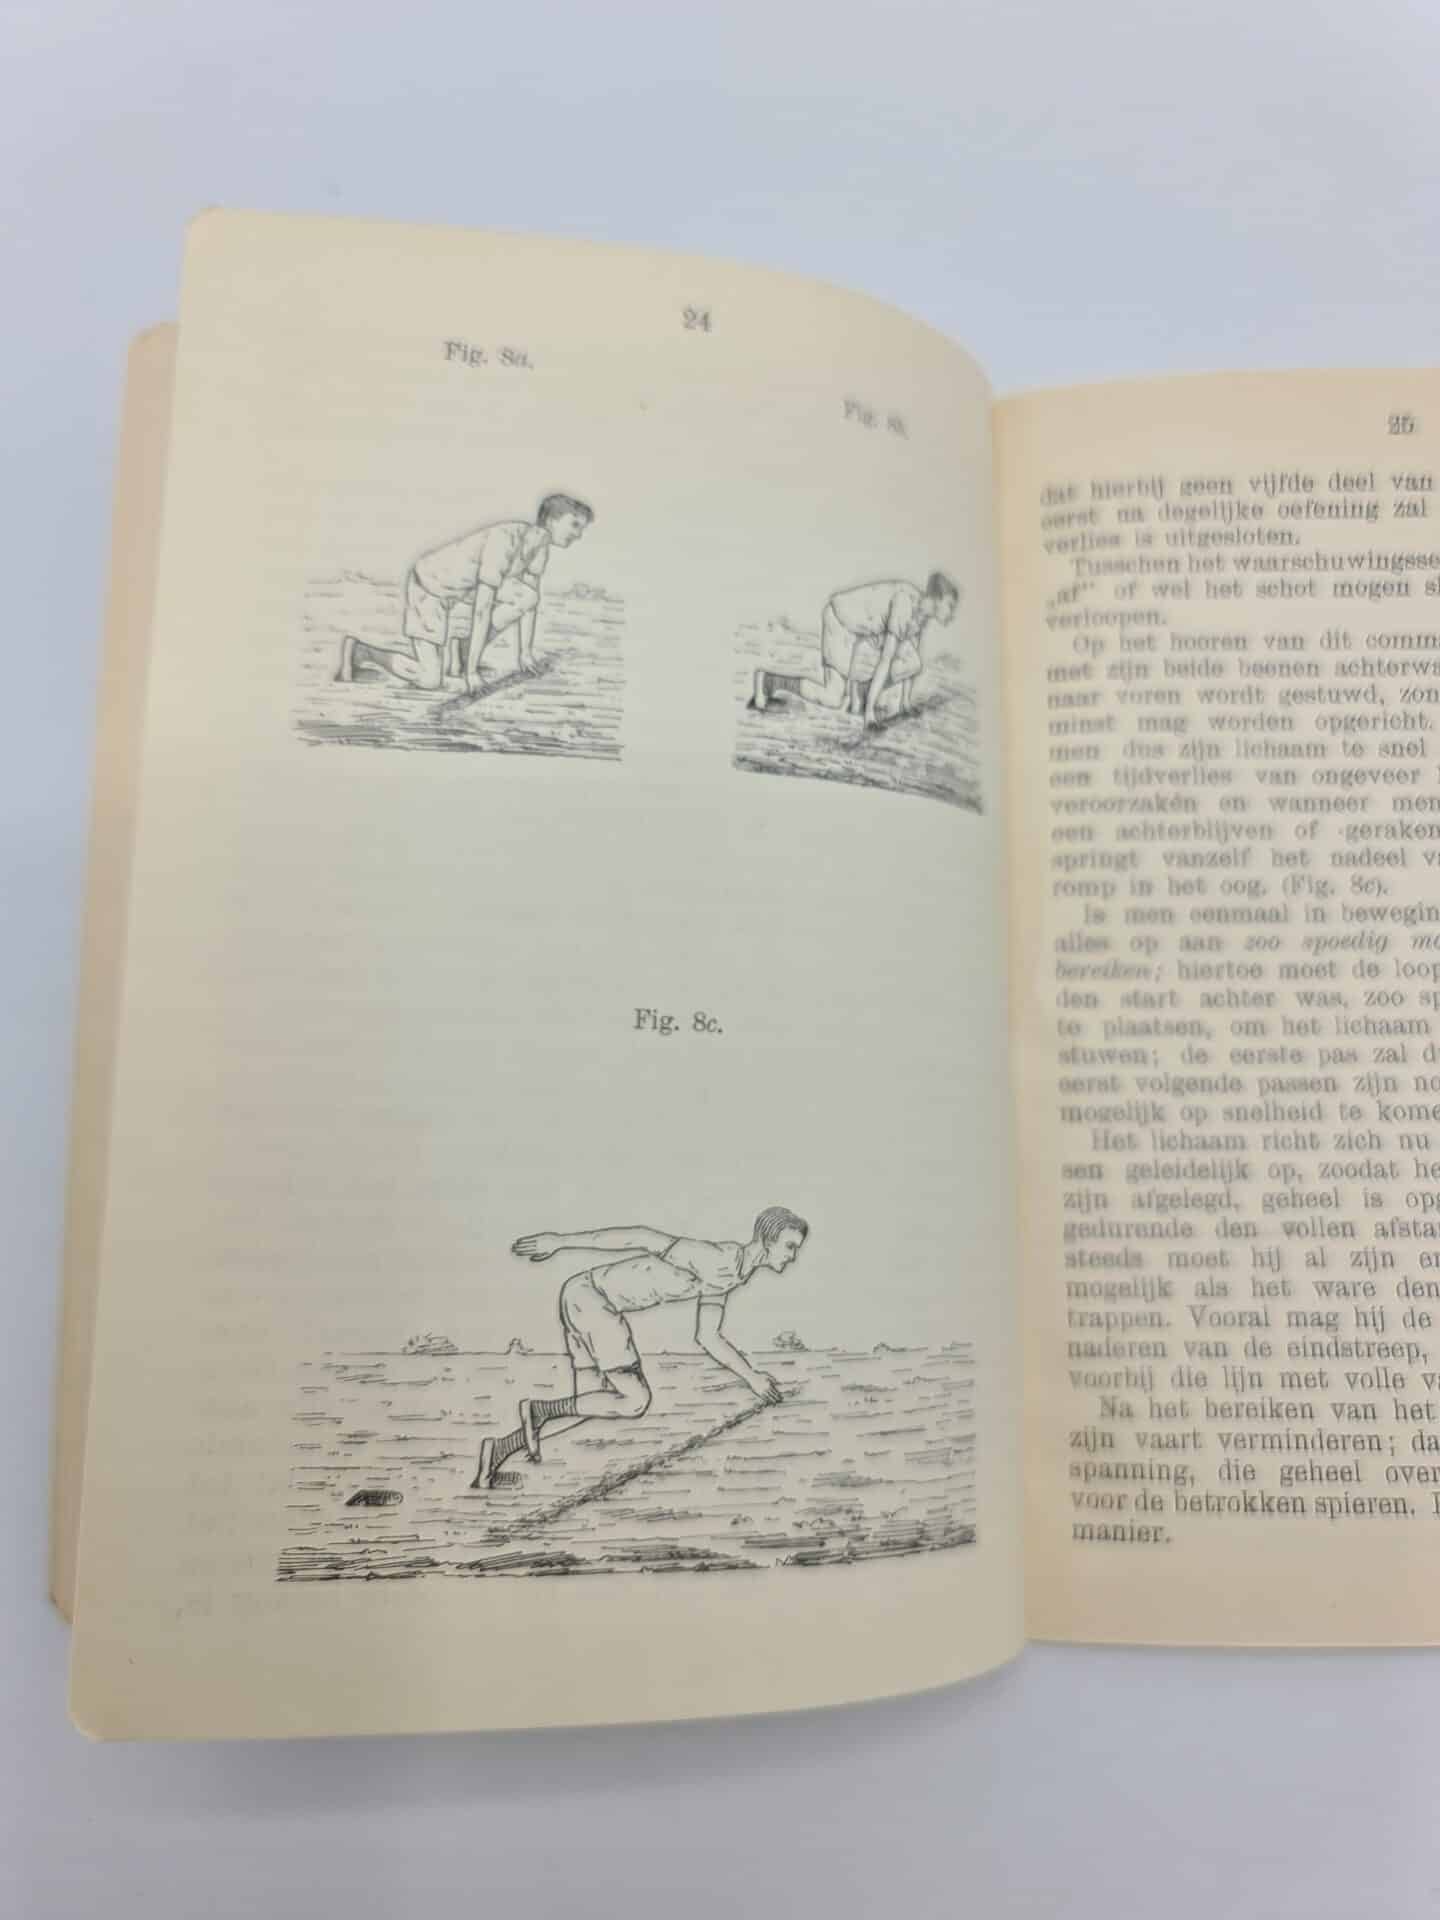 24
Fig. 8a.
Fig. 8b.
Fig. 8c.
25
dat hierbij geen vijfde deel van
eerst na degelijke oefening zal
verlies is uitgesloten.
Tusschen het waarschuwingsse
„af" of wel het schot mogen sl
verloopen.
Op het hooren van dit comma
met zijn beide beenen achterwa
naar voren wordt gestuwd, zon
minst mag worden opgericht.
men dus zijn lichaam te snel
een tijdverlies van ongeveer
veroorzaken en wanneer men
een achterblijven of geraken
springt vanzelf het nadeel v
romp in het oog. (Fig. 8c).
Is men eenmaal in bewegin
alles op aan zoo spoedig mo
bereiken; hiertoe moet de loop
den start achter was, zoo sp
te plaatsen, om het lichaam
stuwen; de eerste pas zal d
eerst volgende passen zijn no
mogelijk op snelheid te kome
Het lichaam richt zich nu
sen geleidelijk op, zoodat he
zijn afgelegd, geheel is opg
gedurende den vollen afsta
steeds moet hij al zijn en
mogelijk als het ware den
trappen. Vooral mag hij de
naderen van de eindstreep,
voorbij die lijn met volle va
Na het bereiken van het
zijn vaart verminderen; da
spanning, die geheel over
voor de betrokken spieren.
manier.